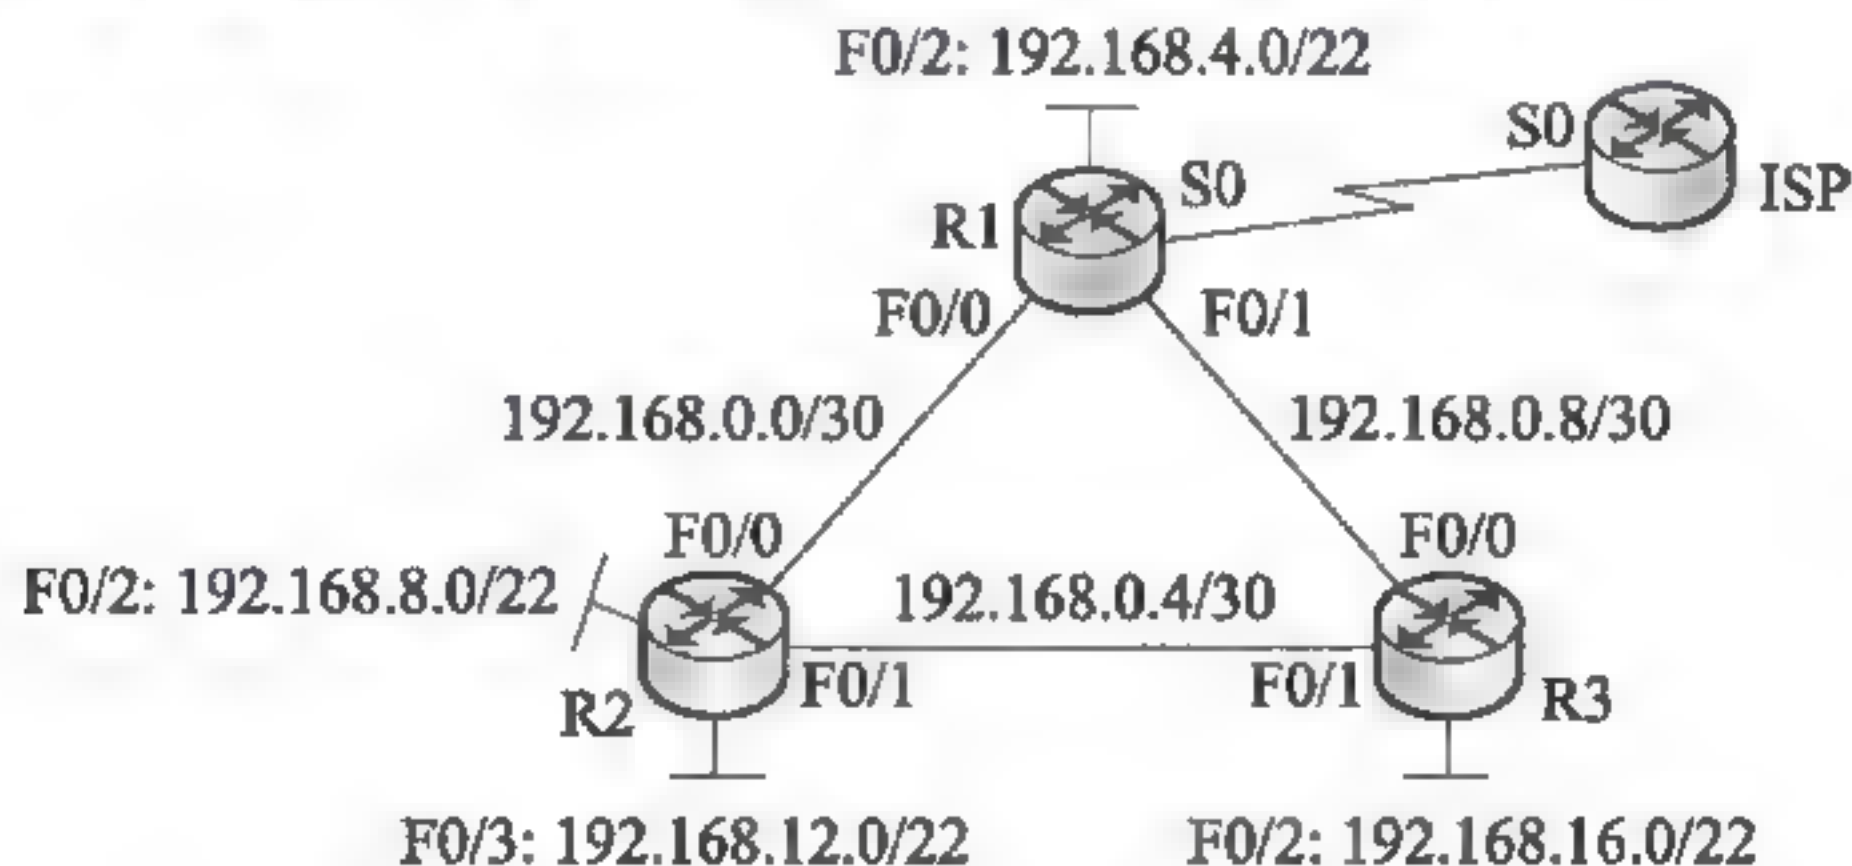 F0/2: 192.168.4.0/22
S0
ISP
S0
R1
F0/0
F0/1
192.168.0.0/30
192.168.0.8/30
F0/0
F0/0
F0/2: 192.168.8.0/22
192.168.0.4/30
F0/1
F0/1
R2
R3
F0/3: 192.168.12.0/22
F0/2: 192.168.16.0/22